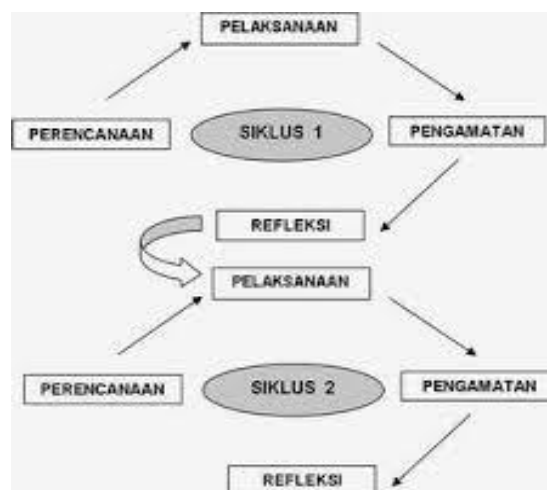 PELAKSANAAN
PERENCANAAN
SIKLUS 1
PENGAMATAN
REFLEKSI
PELAKSANAAN
PERENCANAAN
SIKLUS 2
PENGAMATAN
REFLEKSI